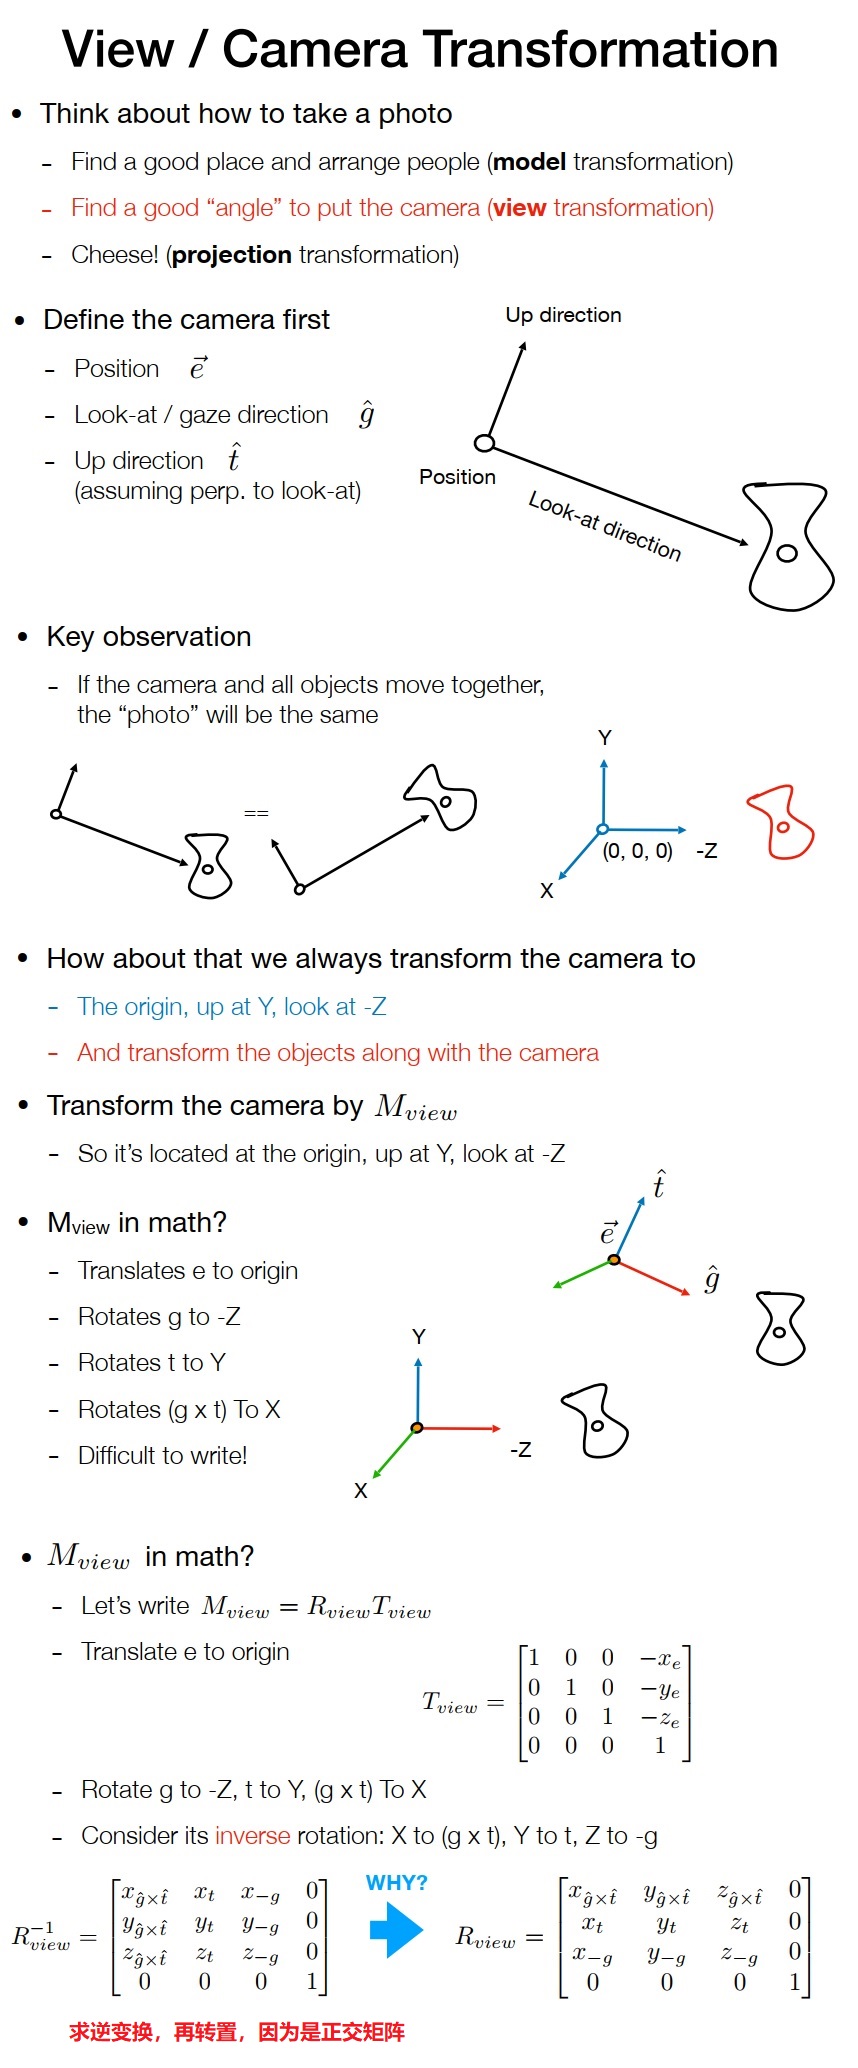 View / Camera Transformation
• Think about how to take a photo
- Find a good place and arrange people (model transformation)
- Find a good “angle” to put the camera (view transformation)
- Cheese! (projection transformation)
• Define the camera first
- Position $\vec{e}$
- Look-at / gaze direction $\hat{g}$
- Up direction $\hat{t}$
(assuming perp. to look-at)
Up direction
Position
Look-at direction
• Key observation
- If the camera and all objects move together,
the “photo” will be the same
==
Y
(0, 0, 0) -Z
X
• How about that we always transform the camera to
- The origin, up at Y, look at -Z
- And transform the objects along with the camera
• Transform the camera by $M_{view}$
- So it’s located at the origin, up at Y, look at -Z
• M_view in math?
- Translates e to origin
- Rotates g to -Z
- Rotates t to Y
- Rotates (g x t) To X
- Difficult to write!
$\hat{t}$
$\vec{e}$
$\hat{g}$
Y
-Z
X
• $M_{view}$ in math?
- Let’s write $M_{view} = R_{view}T_{view}$
- Translate e to origin
$T_{view} = \begin{bmatrix} 1 & 0 & 0 & -x_e \\ 0 & 1 & 0 & -y_e \\ 0 & 0 & 1 & -z_e \\ 0 & 0 & 0 & 1 \end{bmatrix}$
- Rotate g to -Z, t to Y, (g x t) To X
- Consider its inverse rotation: X to (g x t), Y to t, Z to -g
$R_{view}^{-1} = \begin{bmatrix} x_{\hat{g}\times\hat{t}} & x_t & x_{-g} & 0 \\ y_{\hat{g}\times\hat{t}} & y_t & y_{-g} & 0 \\ z_{\hat{g}\times\hat{t}} & z_t & z_{-g} & 0 \\ 0 & 0 & 0 & 1 \end{bmatrix}$
WHY?
$R_{view} = \begin{bmatrix} x_{\hat{g}\times\hat{t}} & y_{\hat{g}\times\hat{t}} & z_{\hat{g}\times\hat{t}} & 0 \\ x_t & y_t & z_t & 0 \\ x_{-g} & y_{-g} & z_{-g} & 0 \\ 0 & 0 & 0 & 1 \end{bmatrix}$
求逆变换，再转置，因为是正交矩阵